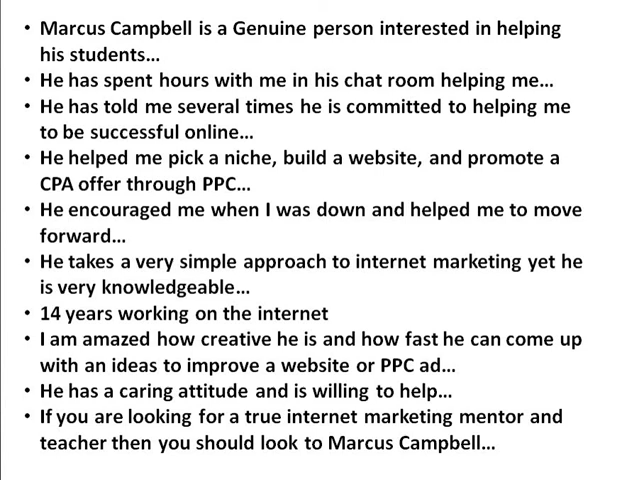 • Marcus Campbell is a Genuine person interested in helping
his students...
• He has spent hours with me in his chat room helping me...
• He has told me several times he is committed to helping me
to be successful online...
• He helped me pick a niche, build a website, and promote a
CPA offer through PPC...
• He encouraged me when I was down and helped me to move
forward...
• He takes a very simple approach to internet marketing yet he
is very knowledgeable...
• 14 years working on the internet
• I am amazed how creative he is and how fast he can come up
with an ideas to improve a website or PPC ad...
• He has a caring attitude and is willing to help...
• If you are looking for a true internet marketing mentor and
teacher then you should look to Marcus Campbell...